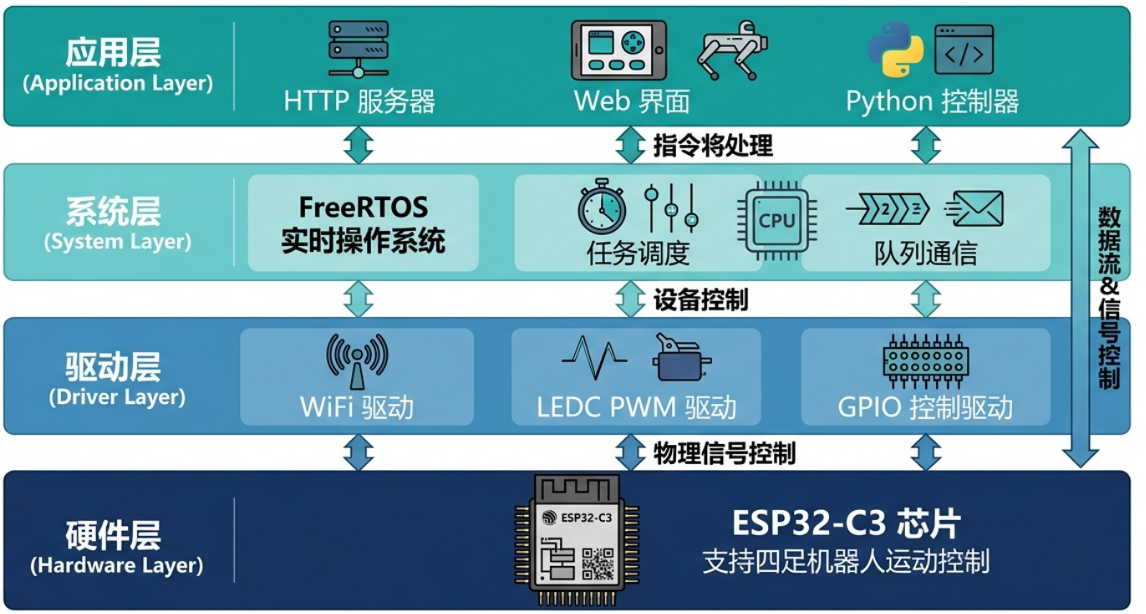 应用层
(Application Layer)
HTTP 服务器
Web 界面
</>
Python 控制器
指令将处理
系统层
(System Layer)
FreeRTOS
实时操作系统
任务调度
CPU
2 3
队列通信
设备控制
数据流&信号控制
驱动层
(Driver Layer)
WiFi 驱动
LEDC PWM 驱动
GPIO 控制驱动
物理信号控制
硬件层
(Hardware Layer)
ESP32-C3
ESP32-C3 芯片
支持四足机器人运动控制